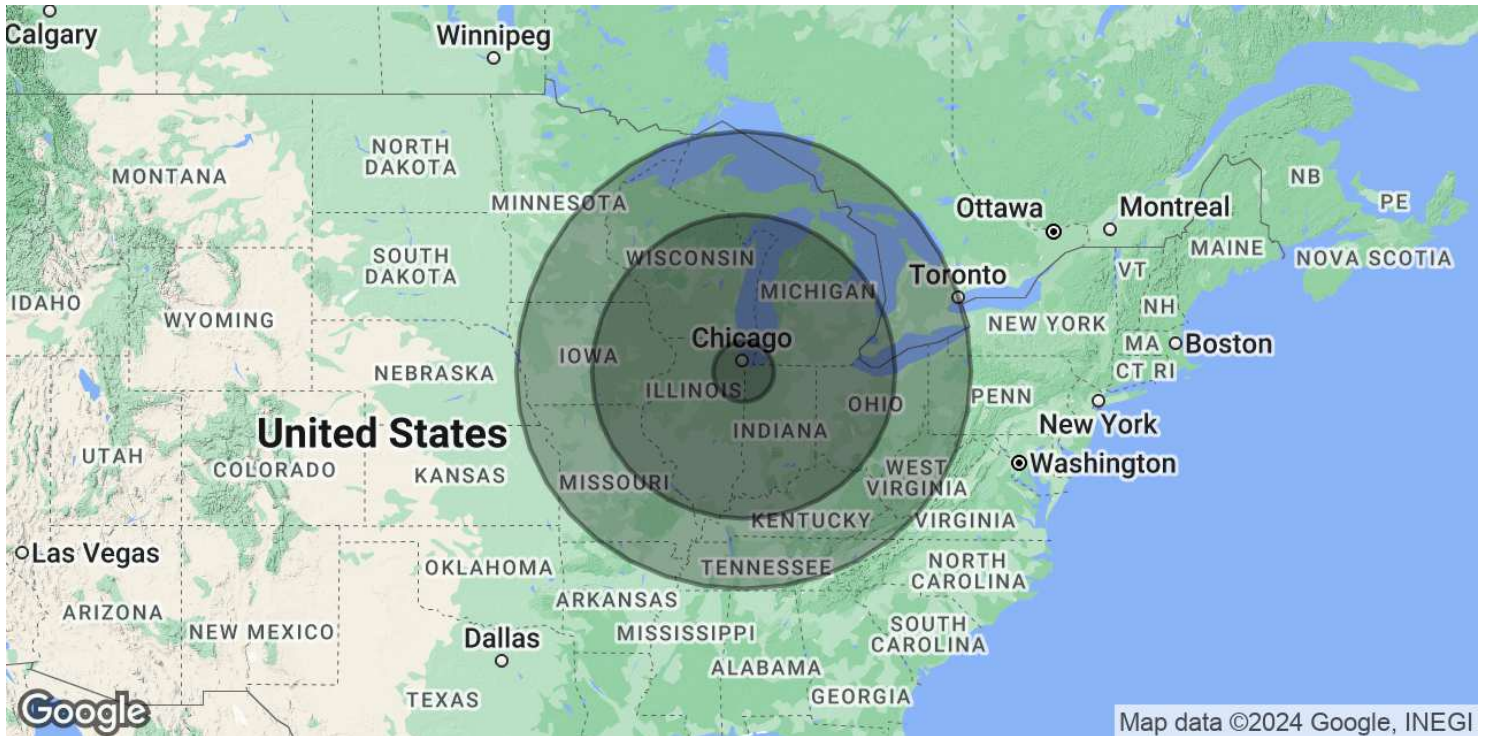 Calgary
Winnipeg
NORTH
DAKOTA
MONTANA
MINNESOTA
Ottawa
Montreal
NB
PE
MAINE
NOVA SCOTIA
SOUTH
DAKOTA
WISCONSIN
VT
Toronto
MICHIGAN
IDAHO
WYOMING
NH
NEW YORK
Chicago
MA
Boston
IOWA
NEBRASKA
CT
RI
ILLINOIS
OHIO
PENN
New York
United States
INDIANA
UTAH
COLORADO
KANSAS
MISSOURI
WEST
VIRGINIA
Washington
KENTUCKY
VIRGINIA
Las Vegas
OKLAHOMA
TENNESSEE
NORTH
CAROLINA
ARKANSAS
ARIZONA
NEW MEXICO
Dallas
MISSISSIPPI
SOUTH
CAROLINA
ALABAMA
TEXAS
GEORGIA
Google
Map data ©2024 Google, INEGI